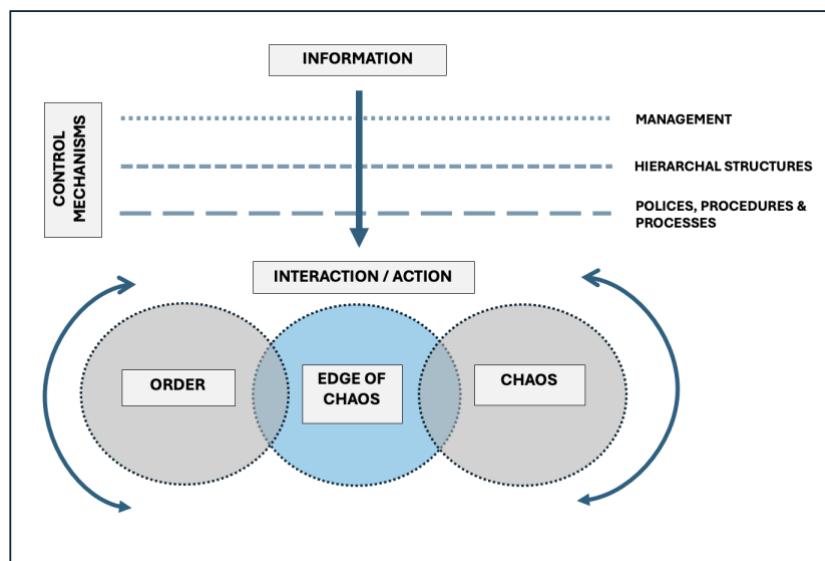 INFORMATION
CONTROL
MECHANISMS
MANAGEMENT
HIERARCHAL STRUCTURES
POLICES, PROCEDURES &
PROCESSES
INTERACTION / ACTION
ORDER
EDGE OF
CHAOS
CHAOS